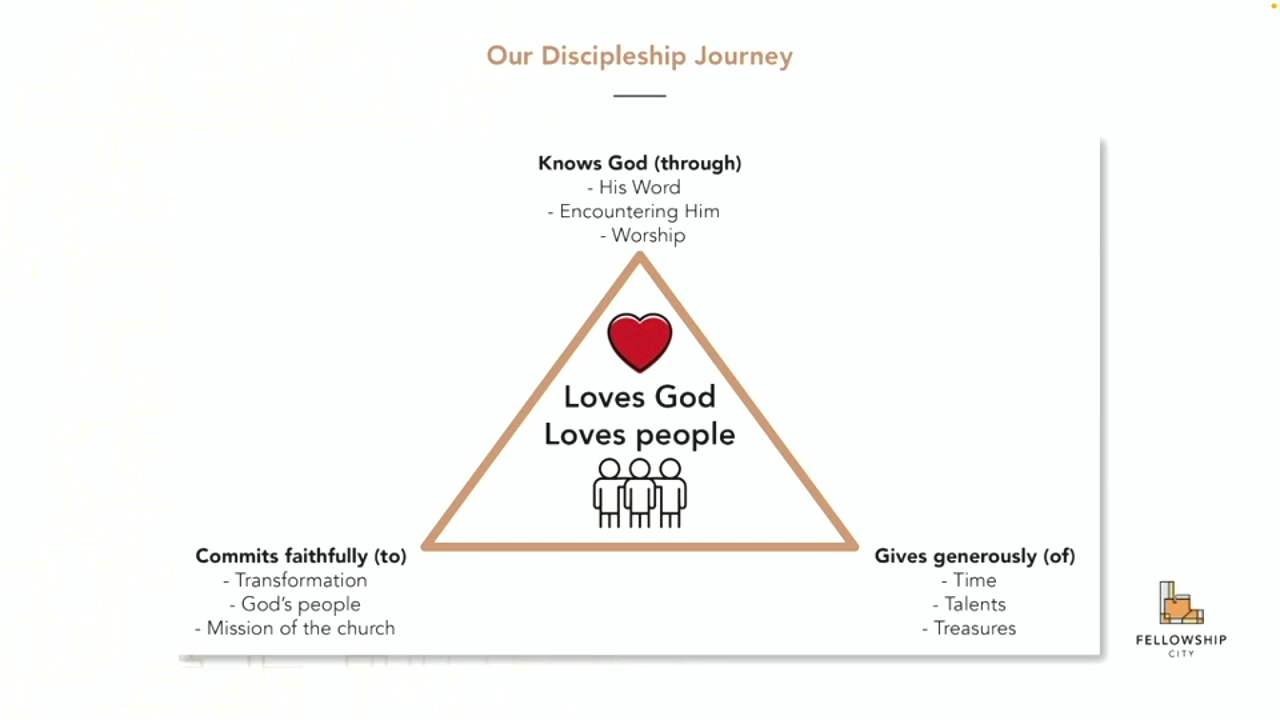 Our Discipleship Journey
Knows God (through)
- His Word
- Encountering Him
- Worship
Loves God
Loves people
Commits faithfully (to)
- Transformation
- God's people
- Mission of the church
Gives generously (of)
- Time
- Talents
- Treasures
FELLOWSHIP
CITY